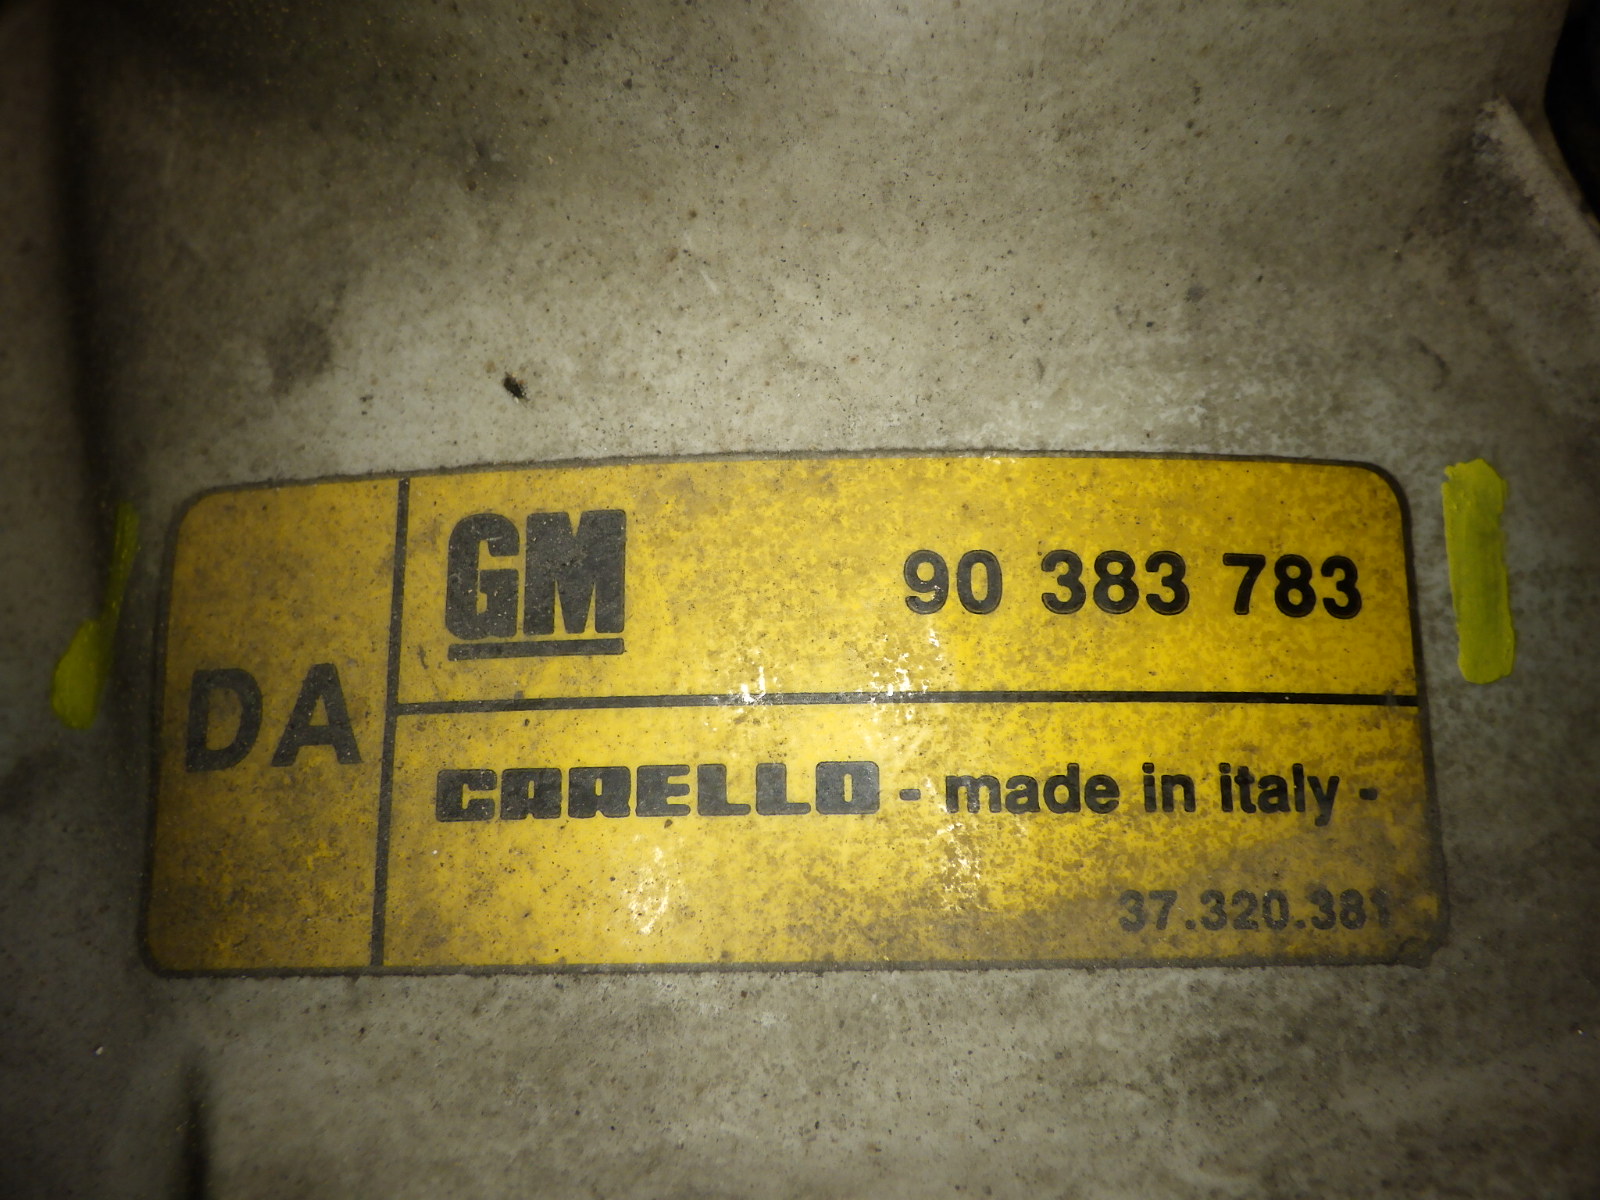 DA
GM
90 383 783
CARELLO - made in italy -
37.320.381